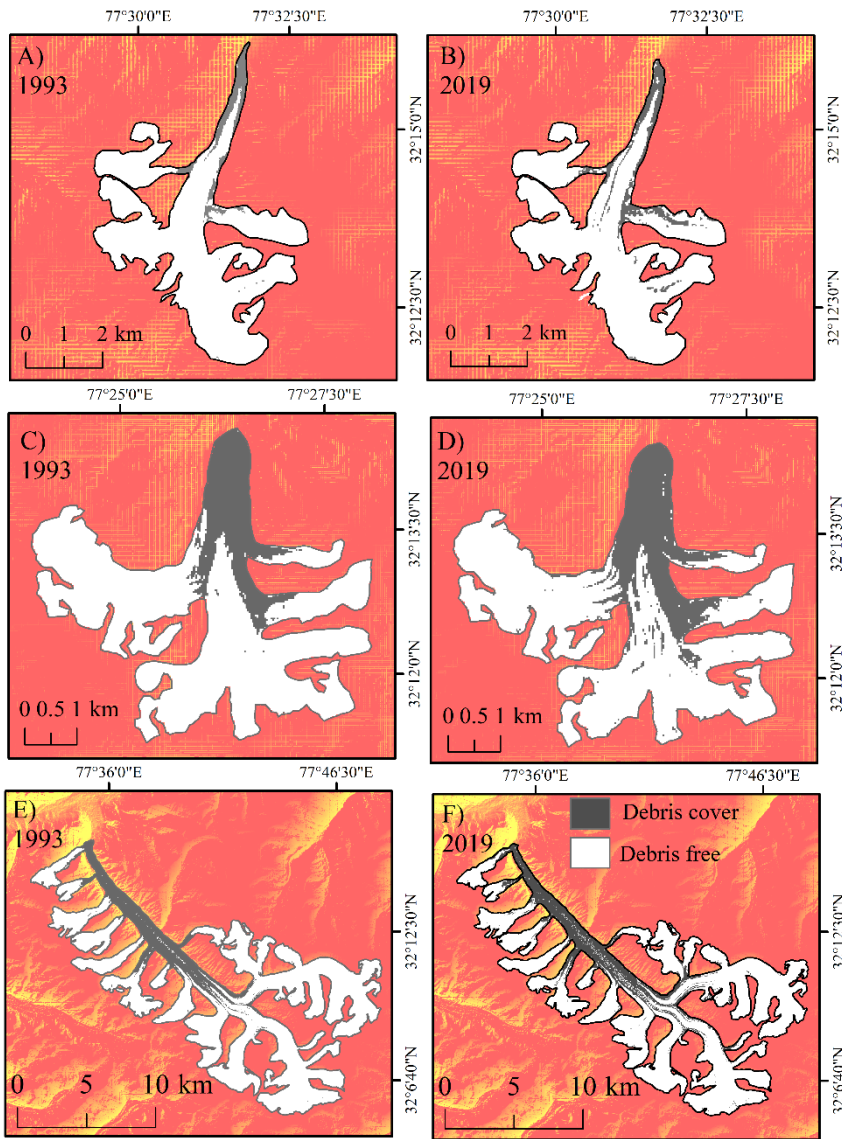 77°30'0"E 77°32'30"E 77°30'0"E 77°32'30"E
A)
1993
B)
2019
32°15'0"N
32°15'0"N
32°12'30"N
32°12'30"N
0 1 2 km
0 1 2 km
77°25'0"E 77°27'30"E 77°25'0"E 77°27'30"E
C)
1993
D)
2019
32°13'30"N
32°13'30"N
32°12'0"N
32°12'0"N
0 0.5 1 km
0 0.5 1 km
77°36'0"E 77°46'30"E 77°36'0"E 77°46'30"E
E)
1993
F)
2019
Debris cover
Debris free
32°12'30"N
32°12'30"N
32°6'40"N
32°6'40"N
0 5 10 km
0 5 10 km